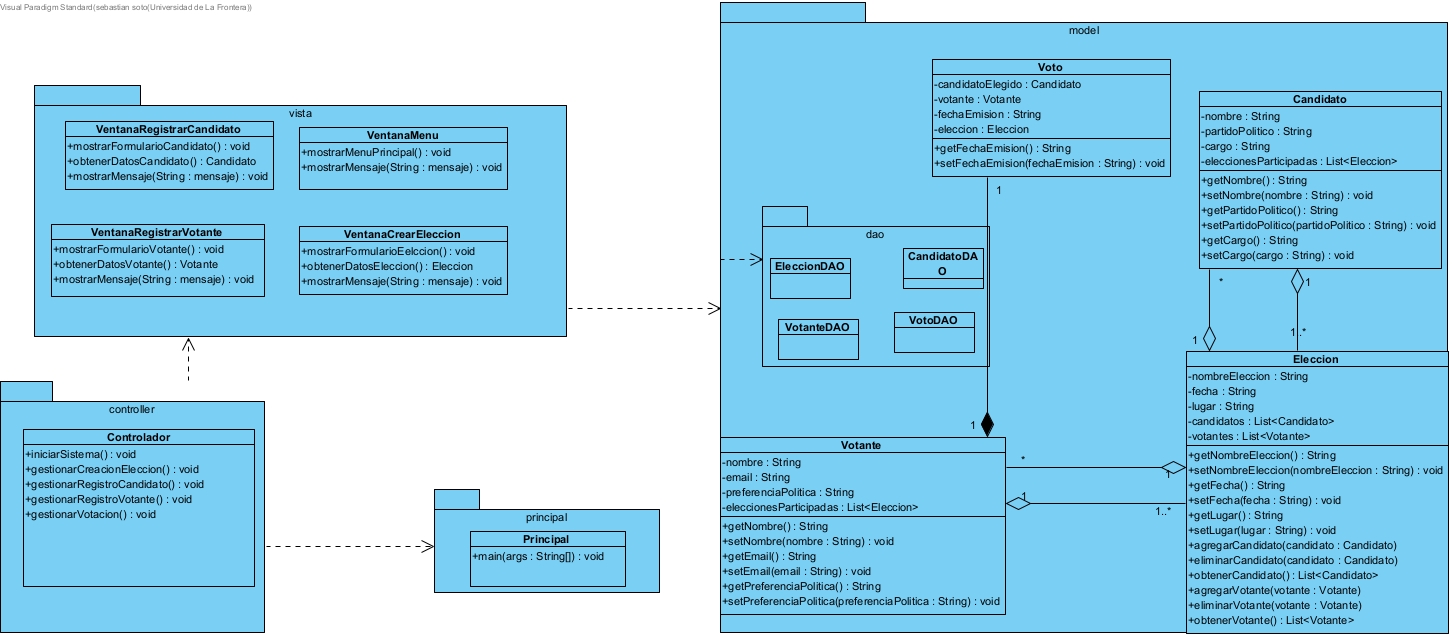 Visual Paradigm Standard(sebastian soto(Universidad de La Frontera))
vista
VentanaRegistrarCandidato
+mostrarFormularioCandidato() : void
+obtenerDatosCandidato() : Candidato
+mostrarMensaje(String : mensaje) : void
VentanaMenu
+mostrarMenuPrincipal() : void
+mostrarMensaje(String : mensaje) : void
VentanaRegistrarVotante
+mostrarFormularioVotante() : void
+obtenerDatosVotante() : Votante
+mostrarMensaje(String : mensaje) : void
VentanaCrearEleccion
+mostrarFormularioEelccion() : void
+obtenerDatosEleccion() : Eleccion
+mostrarMensaje(String : mensaje) : void
controller
Controlador
+iniciarSistema() : void
+gestionarCreacionEleccion() : void
+gestionarRegistroCandidato() : void
+gestionarRegistroVotante() : void
+gestionarVotacion() : void
principal
Principal
+main(args : String[]) : void
model
Voto
-candidatoElegido : Candidato
-votante : Votante
-fechaEmision : String
-eleccion : Eleccion
+getFechaEmision() : String
+setFechaEmision(fechaEmision : String) : void
1
1
Candidato
-nombre : String
-partidoPolitico : String
-cargo : String
-eleccionesParticipadas : List<Eleccion>
+getNombre() : String
+setNombre(nombre : String) : void
+getPartidoPolitico() : String
+setPartidoPolitico(partidoPolitico : String) : void
+getCargo() : String
+setCargo(cargo : String) : void
*
1
1
1..*
dao
EleccionDAO
CandidatoDA
O
VotanteDAO
VotoDAO
Votante
-nombre : String
-email : String
-preferenciaPolitica : String
-eleccionesParticipadas : List<Eleccion>
+getNombre() : String
+setNombre(nombre : String) : void
+getEmail() : String
+setEmail(email : String) : void
+getPreferenciaPolitica() : String
+setPreferenciaPolitica(preferenciaPolitica : String) : void
*
1
1
1..*
Eleccion
-nombreEleccion : String
-fecha : String
-lugar : String
-candidatos : List<Candidato>
-votantes : List<Votante>
+getNombreEleccion() : String
+setNombreEleccion(nombreEleccion : String) : void
+getFecha() : String
+setFecha(fecha : String) : void
+getLugar() : String
+setLugar(lugar : String) : void
+agregarCandidato(candidato : Candidato)
+eliminarCandidato(candidato : Candidato)
+obtenerCandidato() : List<Candidato>
+agregarVotante(votante : Votante)
+eliminarVotante(votante : Votante)
+obtenerVotante() : List<Votante>